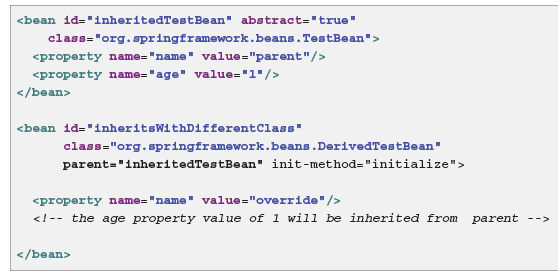 <bean id="inheritedTestBean" abstract="true"
    class="org.springframework.beans.TestBean">
  <property name="name" value="parent"/>
  <property name="age" value="1"/>
</bean>

<bean id="inheritsWithDifferentClass"
      class="org.springframework.beans.DerivedTestBean"
      parent="inheritedTestBean" init-method="initialize">

  <property name="name" value="override"/>
  <!-- the age property value of 1 will be inherited from  parent -->

</bean>